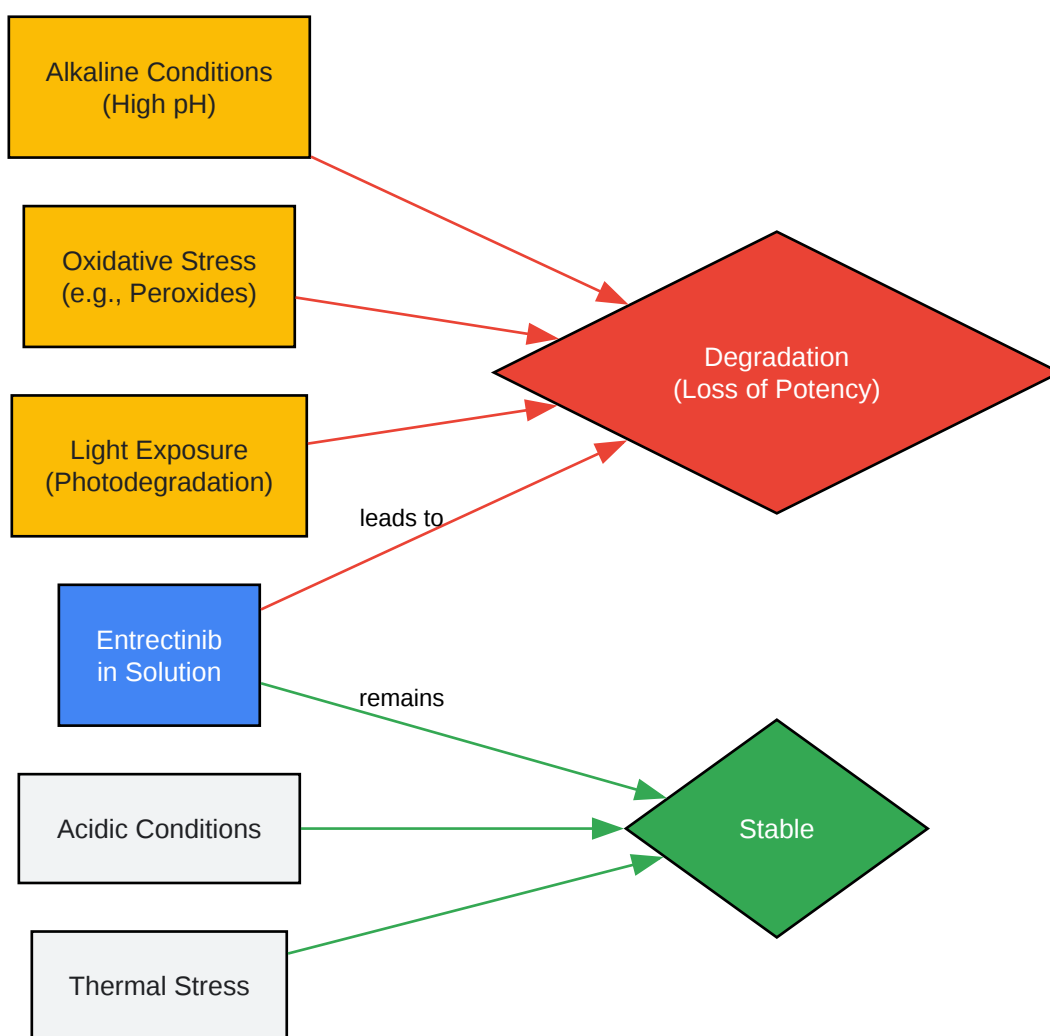 Alkaline Conditions
(High pH)
Oxidative Stress
(e.g., Peroxides)
Degradation
(Loss of Potency)
Light Exposure
(Photodegradation)
leads to
Entrectinib
in Solution
remains
Acidic Conditions
Stable
Thermal Stress